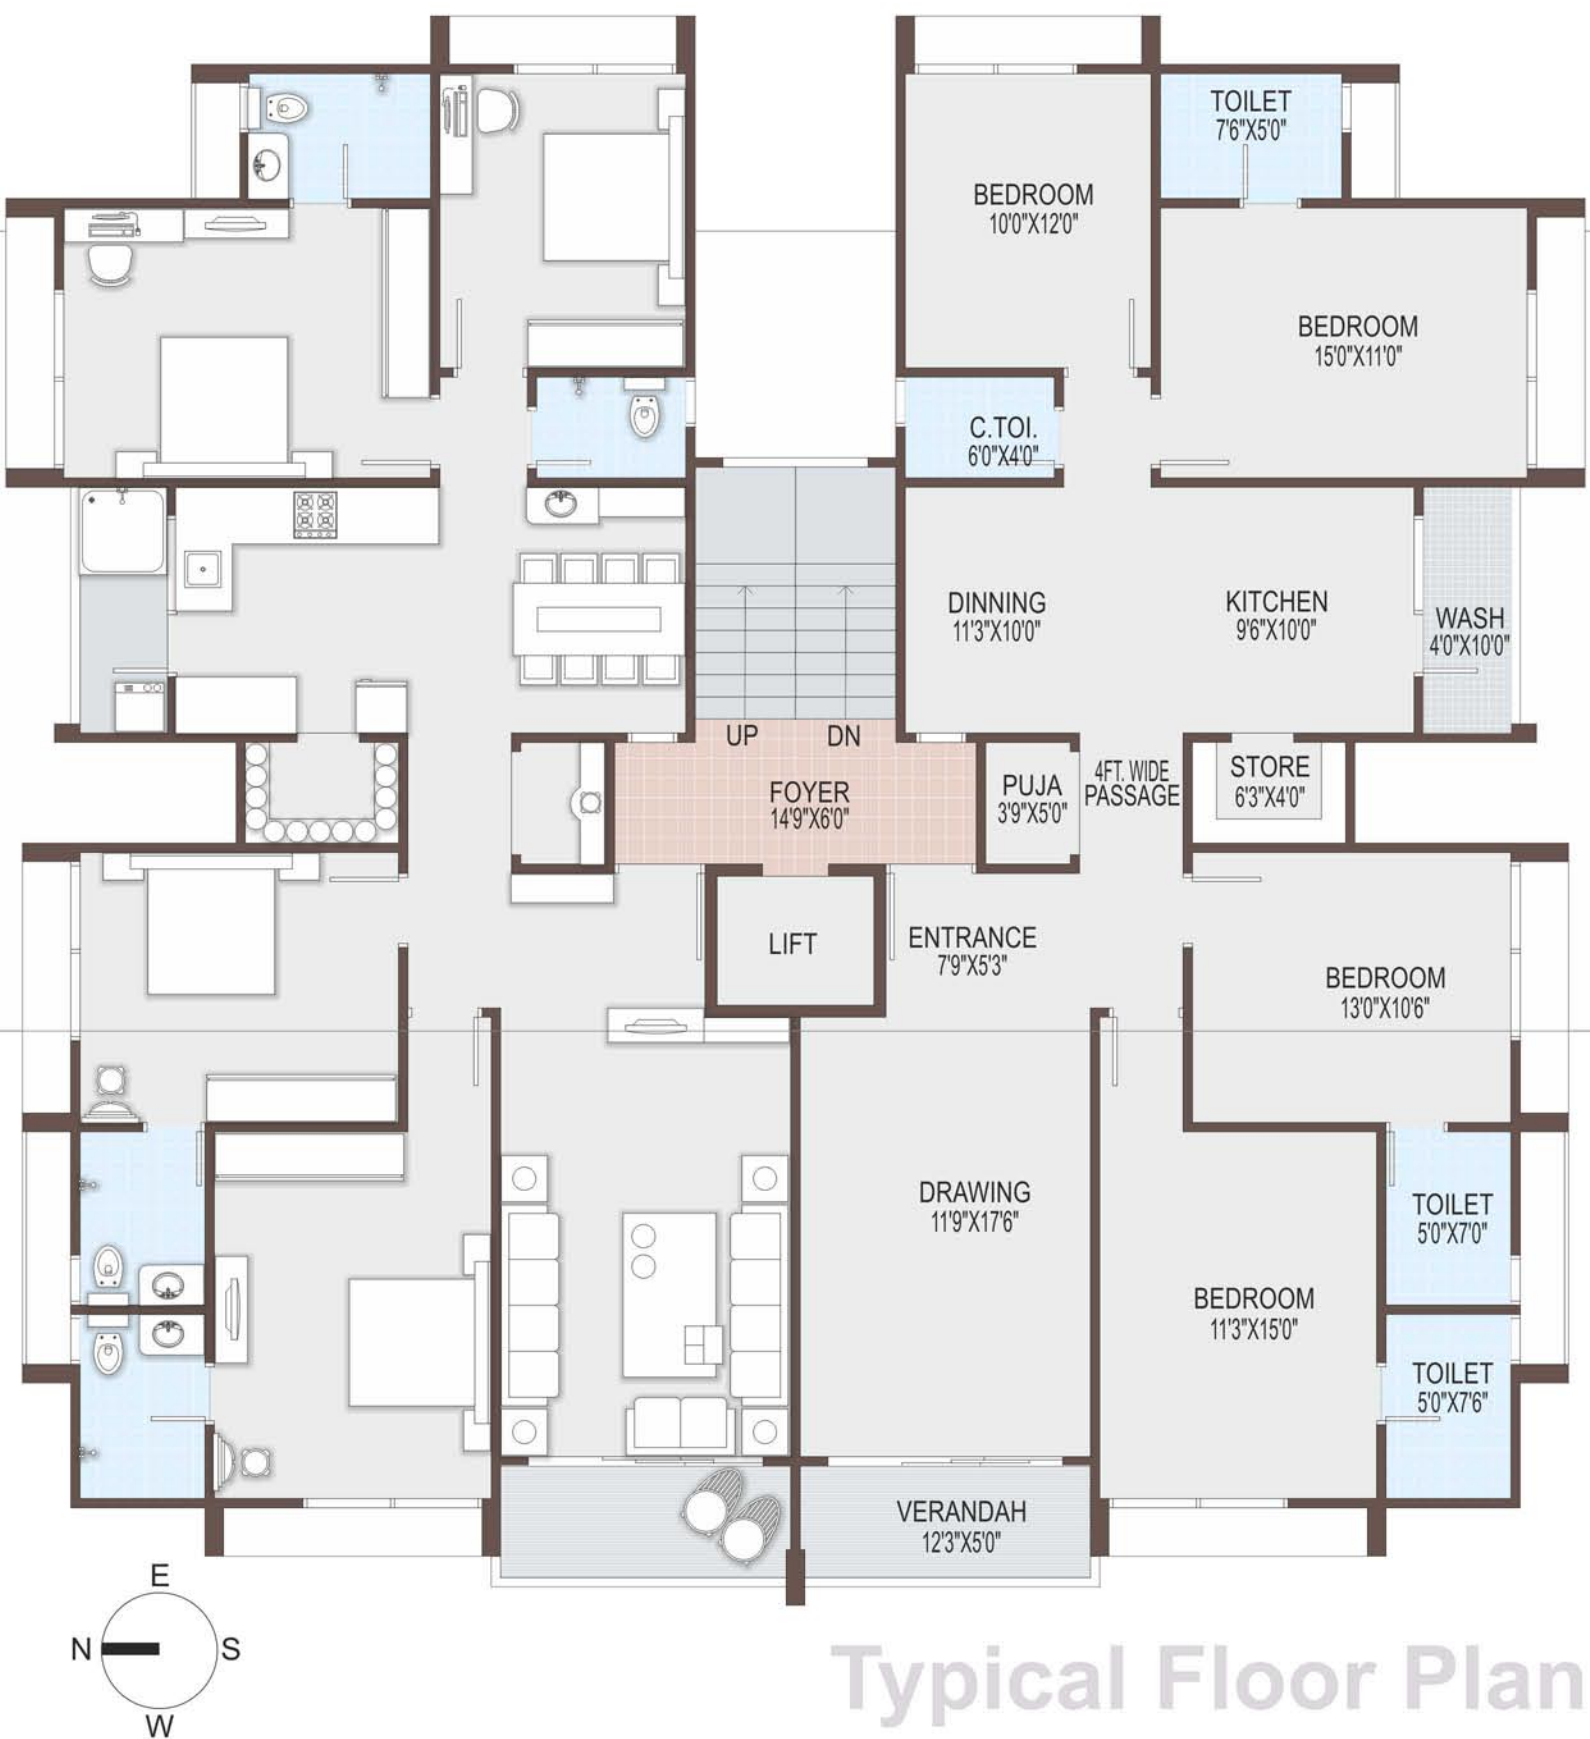 TOILET
7'6"X5'0"
BEDROOM
10'0"X12'0"
BEDROOM
15'0"X11'0"
C.TOI.
6'0"X4'0"
DINNING
11'3"X10'0"
KITCHEN
9'6"X10'0"
WASH
4'0"X10'0"
UP
DN
FOYER
14'9"X6'0"
PUJA
3'9"X5'0"
4FT. WIDE
PASSAGE
STORE
6'3"X4'0"
LIFT
ENTRANCE
7'9"X5'3"
BEDROOM
13'0"X10'6"
DRAWING
11'9"X17'6"
TOILET
5'0"X7'0"
BEDROOM
11'3"X15'0"
TOILET
5'0"X7'6"
VERANDAH
12'3"X5'0"
E
N
S
W
Typical Floor Plan